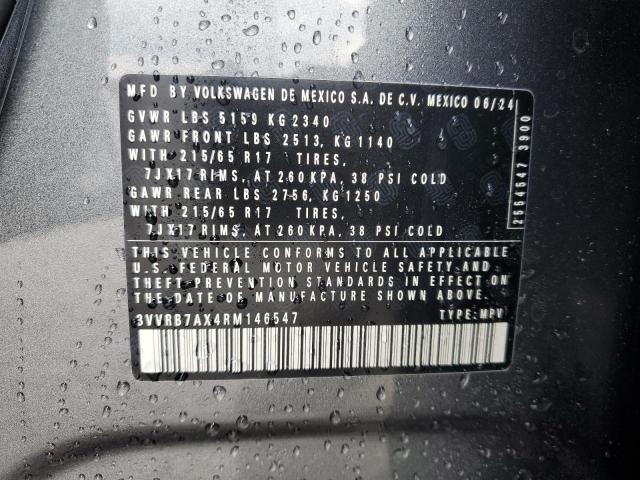 MFD BY VOLKSWAGEN DE MEXICO S.A. DE C.V. MEXICO 06/24
GVWR LBS 5159 KG 2340
GAWR FRONT LBS 2513, KG 1140
WITH 215/65 R17 TIRES,
7JX17 RIMS, AT 260 KPA, 38 PSI COLD
GAWR REAR LBS 2756, KG 1250
WITH 215/65 R17 TIRES,
7JX17 RIMS, AT 260 KPA, 38 PSI COLD
THIS VEHICLE CONFORMS TO ALL APPLICABLE
U.S. FEDERAL MOTOR VEHICLE SAFETY AND
THEFT PREVENTION STANDARDS IN EFFECT ON
THE DATE OF MANUFACTURE SHOWN ABOVE.
3VVRB7AX4RM146547 TYPE: MPV
3900